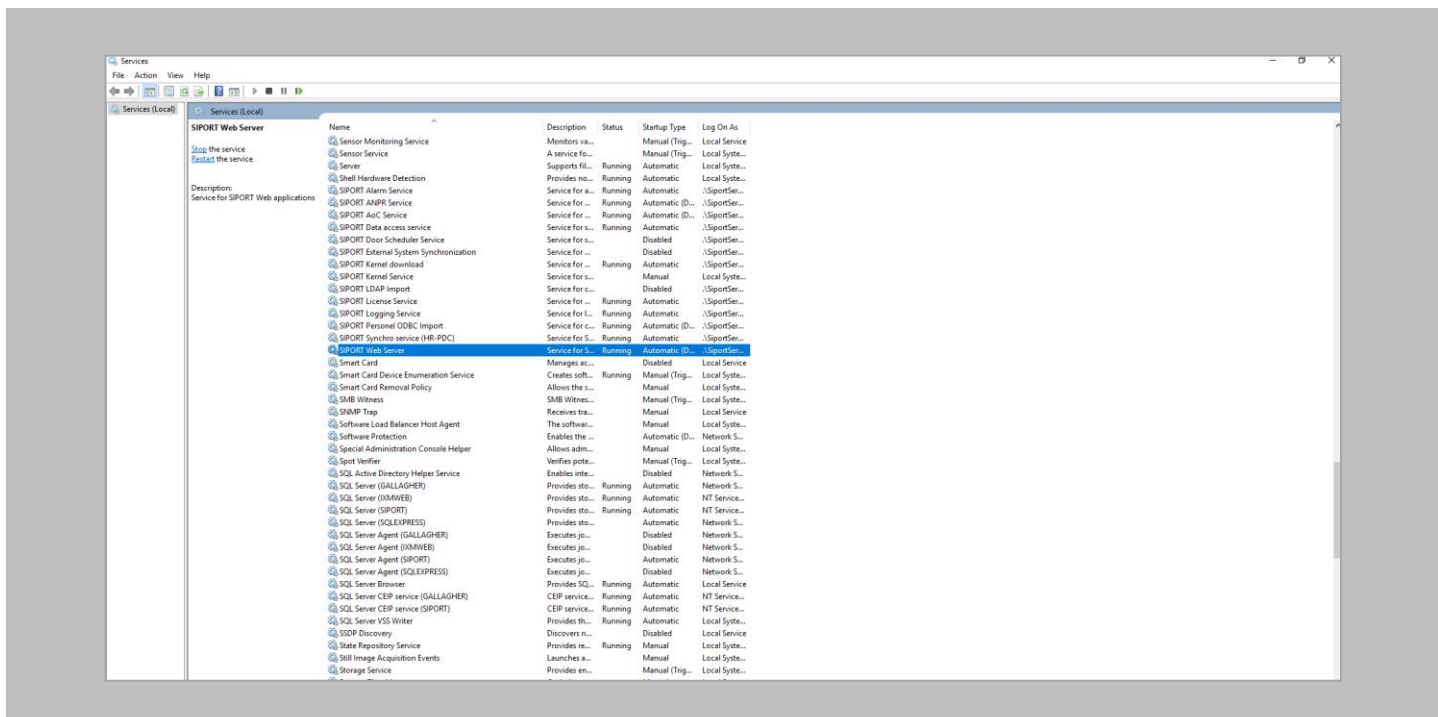 Services
File Action View Help
Services (Local)
Services (Local)
SIPORT Web Server
Stop the service
Restart the service
Description:
Service for SIPORT Web applications
Name Description Status Startup Type Log On As
Sensor Monitoring Service Monitors va... Manual (Trig... Local Service
Sensor Service A service fo... Manual (Trig... Local Syste...
Server Supports fil... Running Automatic Local Syste...
Shell Hardware Detection Provides no... Running Automatic Local Syste...
SIPORT Alarm Service Service for a... Running Automatic .\SiportSer...
SIPORT ANPR Service Service for ... Running Automatic (D... .\SiportSer...
SIPORT AoC Service Service for ... Running Automatic (D... .\SiportSer...
SIPORT Data access service Service for s... Running Automatic .\SiportSer...
SIPORT Door Scheduler Service Service for s... Disabled .\SiportSer...
SIPORT External System Synchronization Service for ... Disabled .\SiportSer...
SIPORT Kernel download Service for ... Running Automatic .\SiportSer...
SIPORT Kernel Service Service for s... Manual Local Syste...
SIPORT LDAP Import Service for c... Disabled .\SiportSer...
SIPORT License Service Service for ... Running Automatic .\SiportSer...
SIPORT Logging Service Service for l... Running Automatic .\SiportSer...
SIPORT Personel ODBC Import Service for c... Running Automatic (D... .\SiportSer...
SIPORT Synchro service (HR-PDC) Service for S... Running Automatic .\SiportSer...
SIPORT Web Server Service for S... Running Automatic (D... .\SiportSer...
Smart Card Manages ac... Disabled Local Service
Smart Card Device Enumeration Service Creates soft... Running Manual (Trig... Local Syste...
Smart Card Removal Policy Allows the s... Manual Local Syste...
SMB Witness SMB Witnes... Manual (Trig... Local Syste...
SNMP Trap Receives tra... Manual Local Service
Software Load Balancer Host Agent The softwar... Manual Local Syste...
Software Protection Enables the ... Automatic (D... Network S...
Special Administration Console Helper Allows adm... Manual Local Syste...
Spot Verifier Verifies pote... Manual (Trig... Local Syste...
SQL Active Directory Helper Service Enables inte... Disabled Network S...
SQL Server (GALLAGHER) Provides sto... Running Automatic Network S...
SQL Server (IXMWEB) Provides sto... Running Automatic NT Service...
SQL Server (SIPORT) Provides sto... Running Automatic NT Service...
SQL Server (SQLEXPRESS) Provides sto... Automatic Network S...
SQL Server Agent (GALLAGHER) Executes jo... Disabled Network S...
SQL Server Agent (IXMWEB) Executes jo... Disabled Network S...
SQL Server Agent (SIPORT) Executes jo... Automatic Network S...
SQL Server Agent (SQLEXPRESS) Executes jo... Disabled Network S...
SQL Server Browser Provides SQ... Running Automatic Local Service
SQL Server CEIP service (GALLAGHER) CEIP service... Running Automatic NT Service...
SQL Server CEIP service (SIPORT) CEIP service... Running Automatic NT Service...
SQL Server VSS Writer Provides th... Running Automatic Local Syste...
SSDP Discovery Discovers n... Disabled Local Service
State Repository Service Provides re... Running Manual Local Syste...
Still Image Acquisition Events Launches a... Manual Local Syste...
Storage Service Provides en... Manual (Trig... Local Syste...